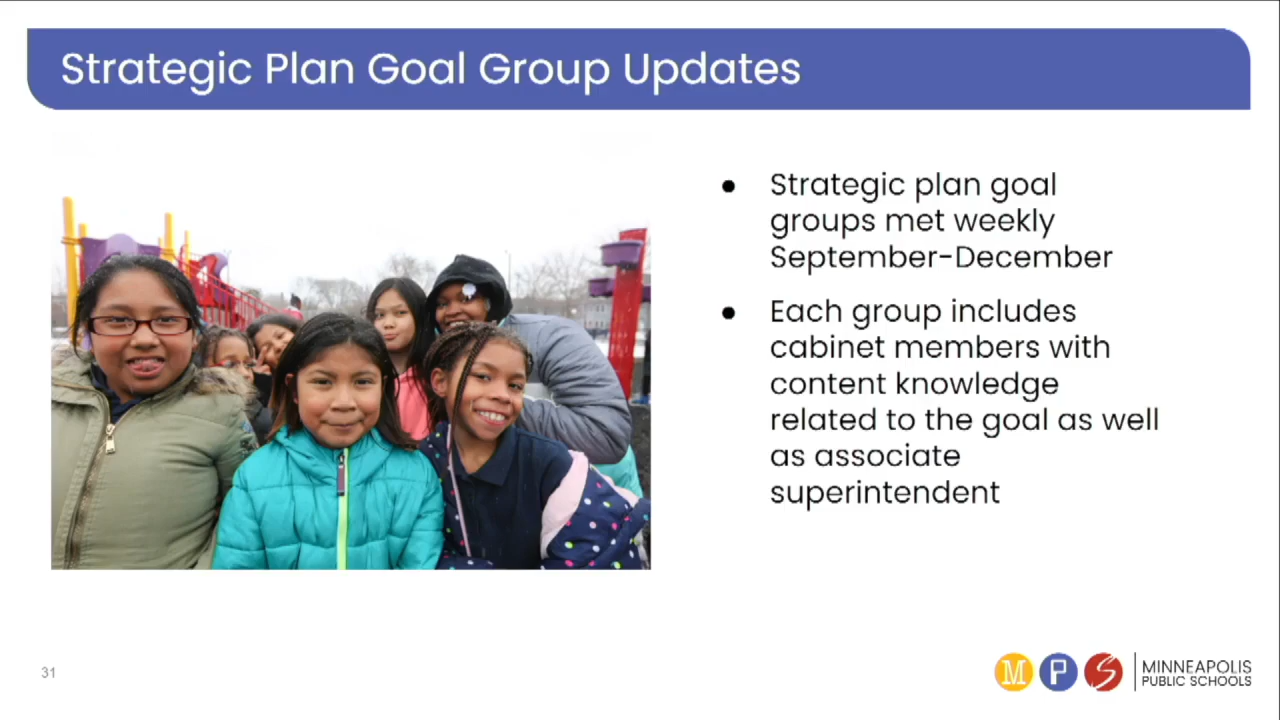 Strategic Plan Goal Group Updates
● Strategic plan goal
groups met weekly
September-December
● Each group includes
cabinet members with
content knowledge
related to the goal as well
as associate
superintendent
31
M P S MINNEAPOLIS
PUBLIC SCHOOLS